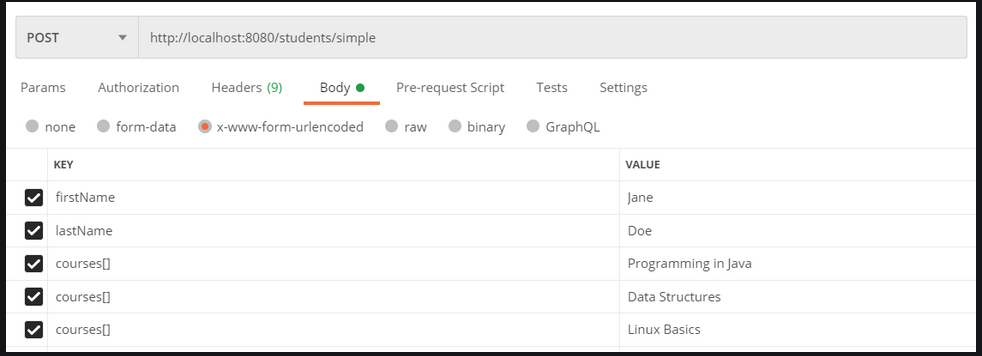 POST http://localhost:8080/students/simple
Params Authorization Headers (9) Body Pre-request Script Tests Settings
none form-data x-www-form-urlencoded raw binary GraphQL
KEY VALUE
firstName Jane
lastName Doe
courses[] Programming in Java
courses[] Data Structures
courses[] Linux Basics